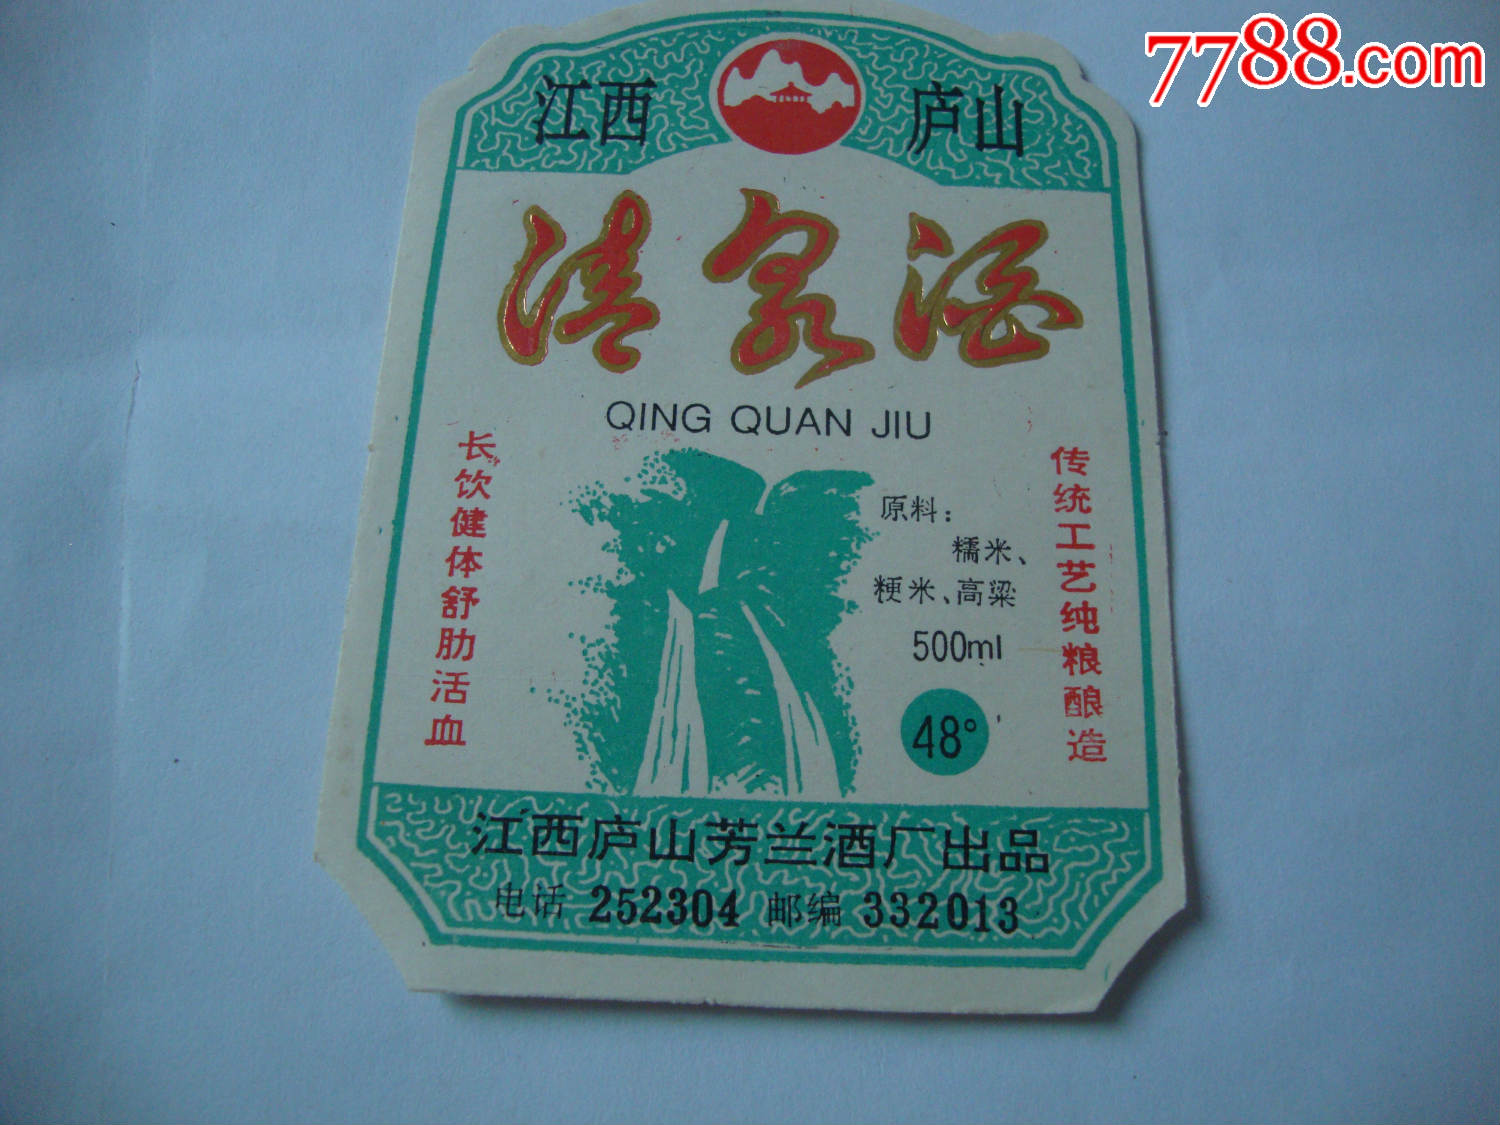 7788.com
江西 庐山
清泉酒
QING QUAN JIU
长饮健体舒肋活血
传统工艺纯粮酿造
原料：
糯米、
粳米、高粱
500ml
48°
江西庐山芳兰酒厂出品
电话 252304 邮编 332013